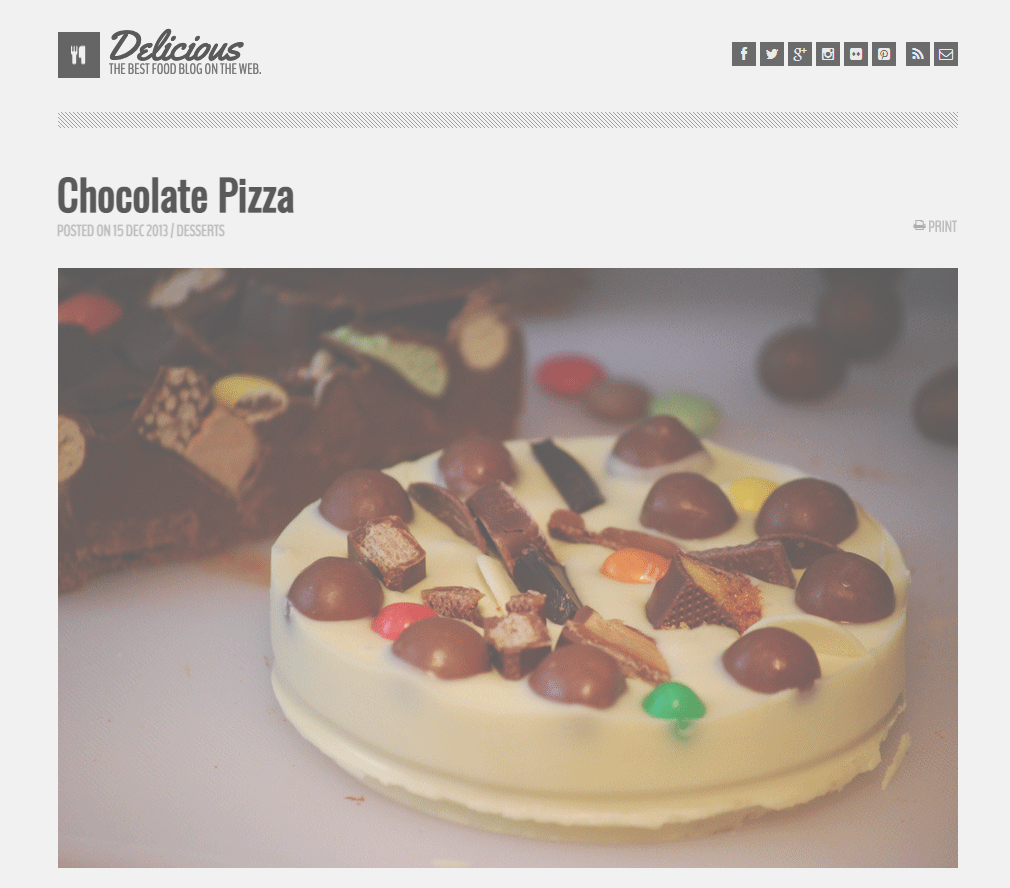 Delicious
THE BEST FOOD BLOG ON THE WEB.
Chocolate Pizza
POSTED ON 15 DEC 2013 / DESSERTS
PRINT